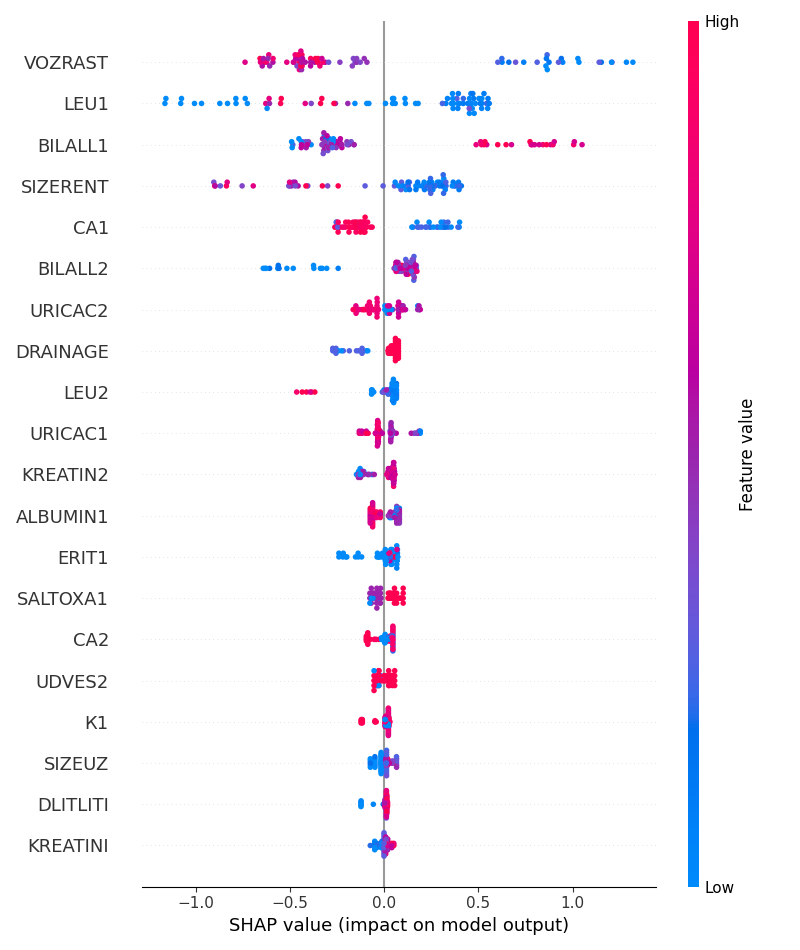 High
VOZRAST
LEU1
BILALL1
SIZERENT
CA1
BILALL2
URICAC2
DRAINAGE
LEU2
URICAC1
KREATIN2
ALBUMIN1
ERIT1
SALTOXA1
CA2
UDVES2
K1
SIZEUZ
DLITLITI
KREATINI
Feature value
Low
−1.0 −0.5 0.0 0.5 1.0
SHAP value (impact on model output)